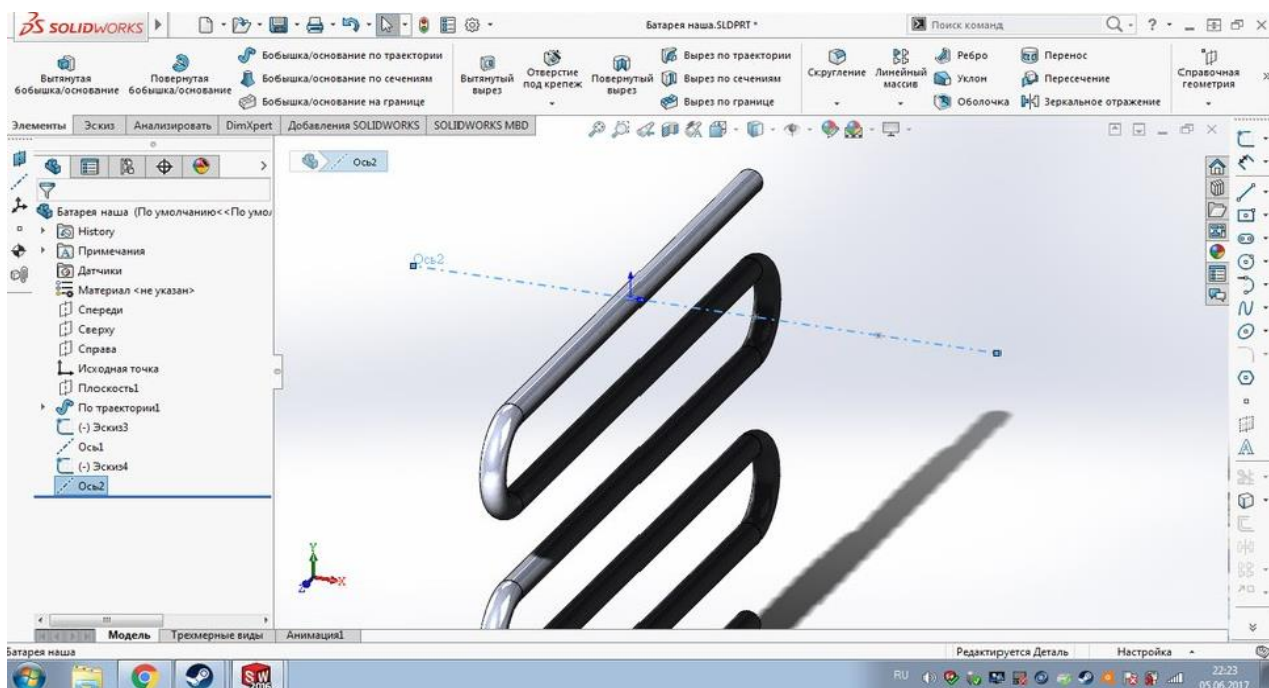 SOLIDWORKS
Батарея наша.SLDPRT *
Поиск команд
Вытянутая бобышка/основание
Повернутая бобышка/основание
Бобышка/основание по траектории
Бобышка/основание по сечениям
Бобышка/основание на границе
Вытянутый вырез
Отверстие под крепеж
Повернутый вырез
Вырез по траектории
Вырез по сечениям
Вырез по границе
Скругление
Линейный массив
Ребро
Уклон
Оболочка
Перенос
Пересечение
Зеркальное отражение
Справочная геометрия
Элементы Эскиз Анализировать DimXpert Добавления SOLIDWORKS SOLIDWORKS MBD
Ось2
Ось2
Батарея наша (По умолчанию<<По умо
History
Примечания
Датчики
Материал <не указан>
Спереди
Сверху
Справа
Исходная точка
Плоскость1
По траектории1
(-) Эскиз3
Ось1
(-) Эскиз4
Ось2
Y
X
Z
Модель Трехмерные виды Анимация1
Батарея наша
Редактируется Деталь Настройка
SW
2016
RU
22:23
05.06.2017